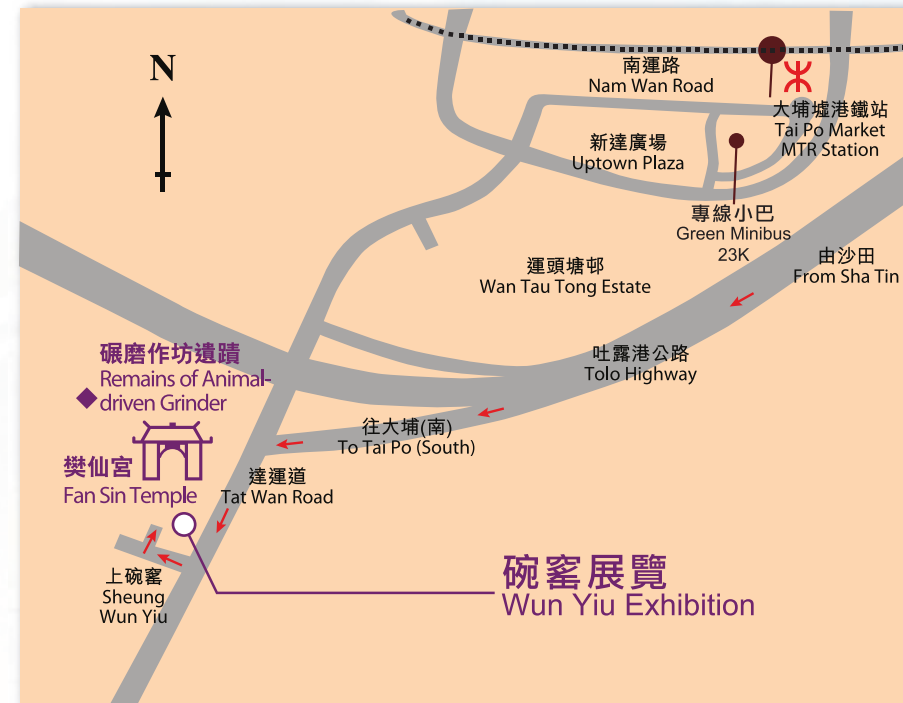 N
南運路
Nam Wan Road
大埔墟港鐵站
Tai Po Market
MTR Station
新達廣場
Uptown Plaza
專線小巴
Green Minibus
23K
由沙田
From Sha Tin
運頭塘邨
Wan Tau Tong Estate
吐露港公路
Tolo Highway
碾磨作坊遺蹟
Remains of Animal-
driven Grinder
往大埔(南)
To Tai Po (South)
樊仙宮
Fan Sin Temple
達運道
Tat Wan Road
上碗窰
Sheung
Wun Yiu
碗窰展覽
Wun Yiu Exhibition